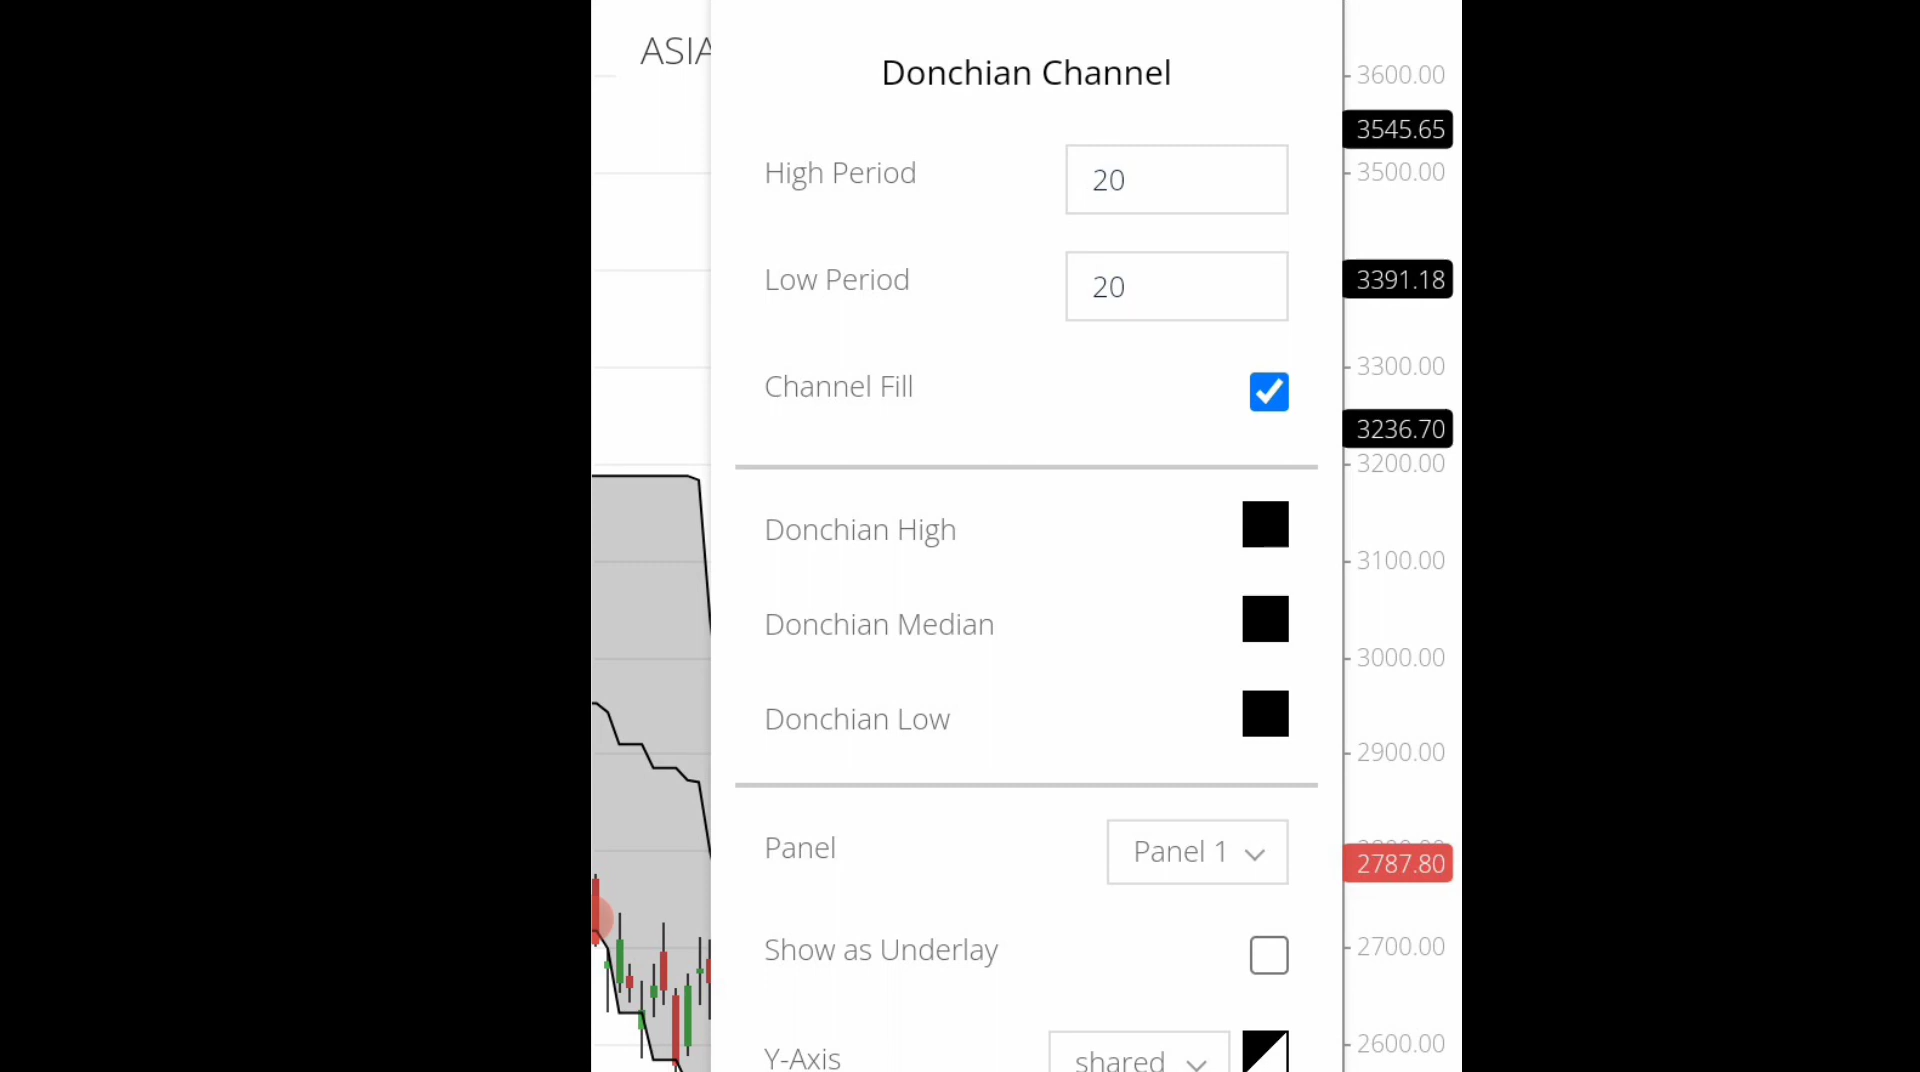 ASIA
Donchian Channel
High Period
20
Low Period
20
Channel Fill
Donchian High
Donchian Median
Donchian Low
Panel
Panel 1
Show as Underlay
Y-Axis
shared
3600.00
3545.65
3500.00
3391.18
3300.00
3236.70
3200.00
3100.00
3000.00
2900.00
2787.80
2700.00
2600.00